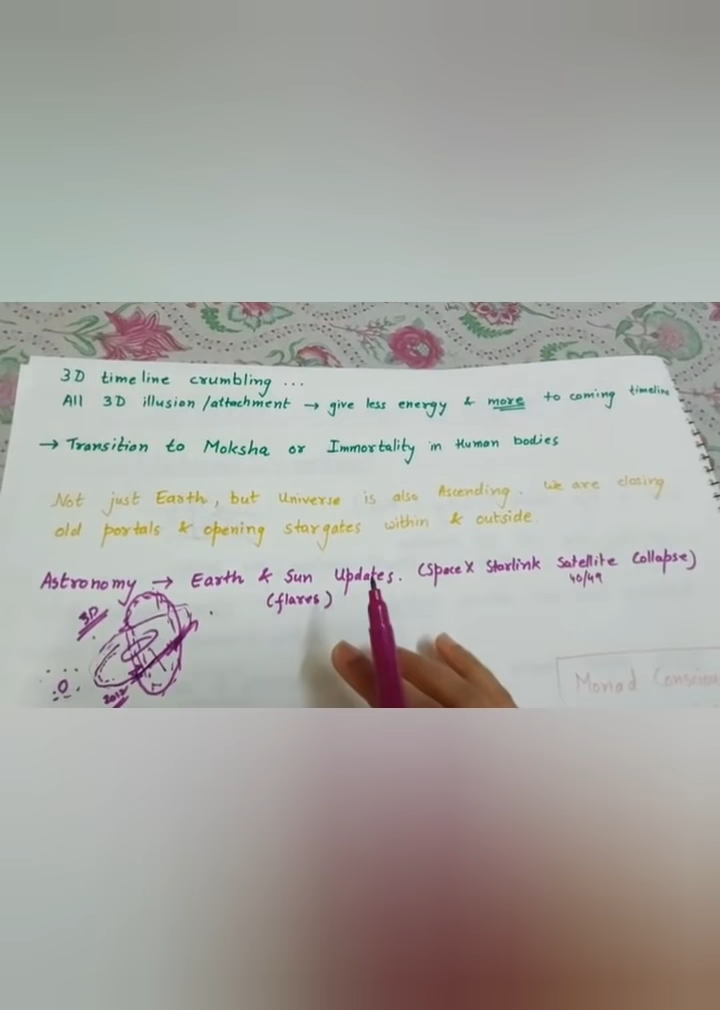 3D timeline crumbling ...
All 3D illusion/attachment → give less energy & more to coming timeline
→ Transition to Moksha or Immortality in Human bodies
Not just Earth, but Universe is also Ascending. We are closing
old portals & opening stargates within & outside.
Astronomy → Earth & Sun Updates. (SpaceX Starlink Satellite Collapse)
(flares)
40/49
3D
2012
Monad Consciou